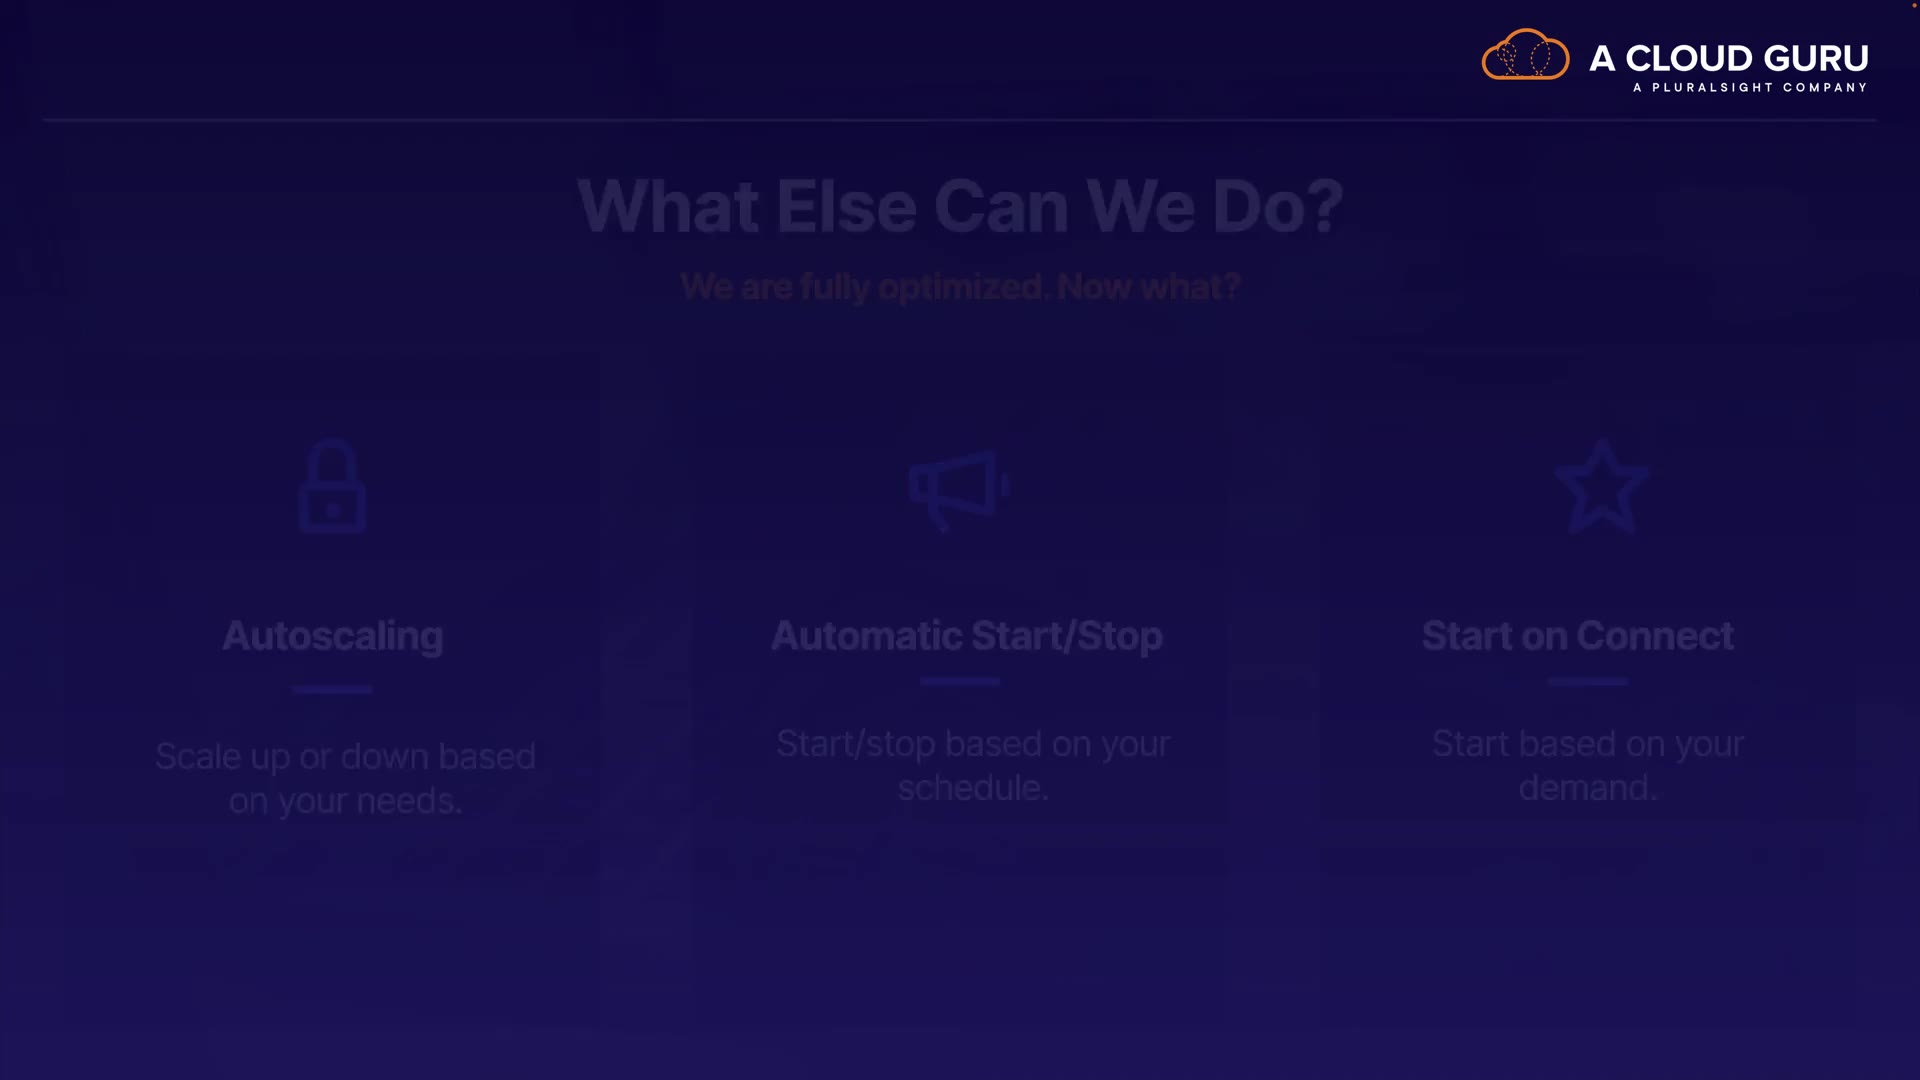 A CLOUD GURU
A PLURALSIGHT COMPANY
What Else Can We Do?
We are fully optimized. Now what?
Autoscaling
Scale up or down based
on your needs.
Automatic Start/Stop
Start/stop based on your
schedule.
Start on Connect
Start based on your
demand.